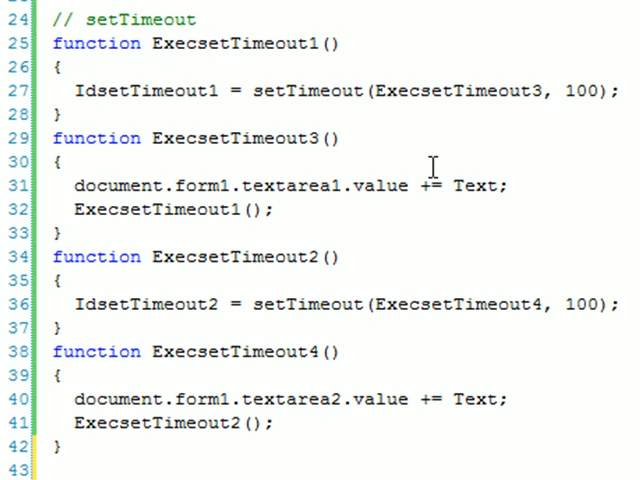 24 // setTimeout
25 function ExecsetTimeout1()
26 {
27 IdsetTimeout1 = setTimeout(ExecsetTimeout3, 100);
28 }
29 function ExecsetTimeout3()
30 {
31 document.form1.textarea1.value += Text;
32 ExecsetTimeout1();
33 }
34 function ExecsetTimeout2()
35 {
36 IdsetTimeout2 = setTimeout(ExecsetTimeout4, 100);
37 }
38 function ExecsetTimeout4()
39 {
40 document.form1.textarea2.value += Text;
41 ExecsetTimeout2();
42 }
43